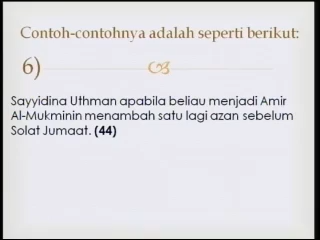 Contoh-contohnya adalah seperti berikut:
6)
Sayyidina Uthman apabila beliau menjadi Amir
Al-Mukminin menambah satu lagi azan sebelum
Solat Jumaat. (44)